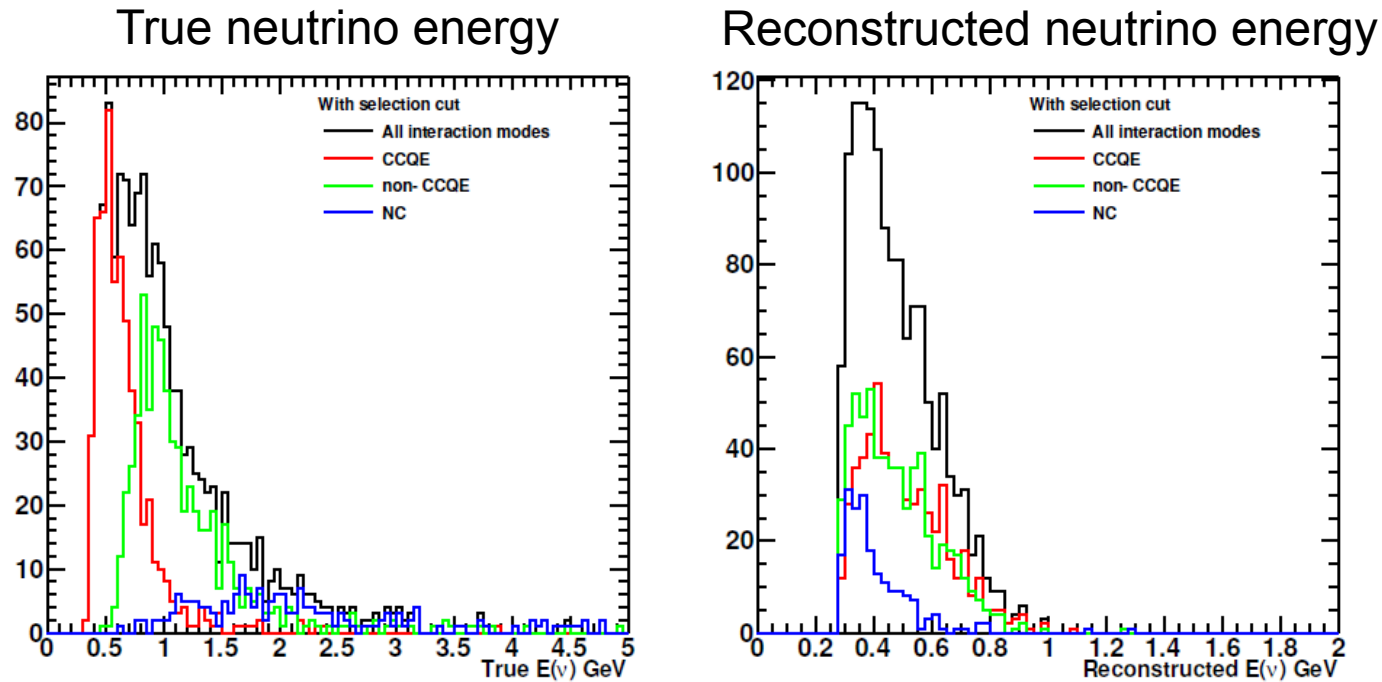 True neutrino energy
Reconstructed neutrino energy
With selection cut
All interaction modes
CCQE
non- CCQE
NC
80
70
60
50
40
30
20
10
0
0 0.5 1 1.5 2 2.5 3 3.5 4 4.5 5
True E(ν) GeV
With selection cut
All interaction modes
CCQE
non- CCQE
NC
120
100
80
60
40
20
0
0 0.2 0.4 0.6 0.8 1 1.2 1.4 1.6 1.8 2
Reconstructed E(ν) GeV